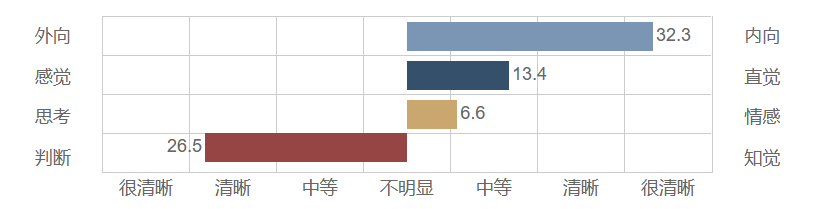 外向 32.3 内向
感觉 13.4 直觉
思考 6.6 情感
判断 26.5 知觉
很清晰 清晰 中等 不明显 中等 清晰 很清晰